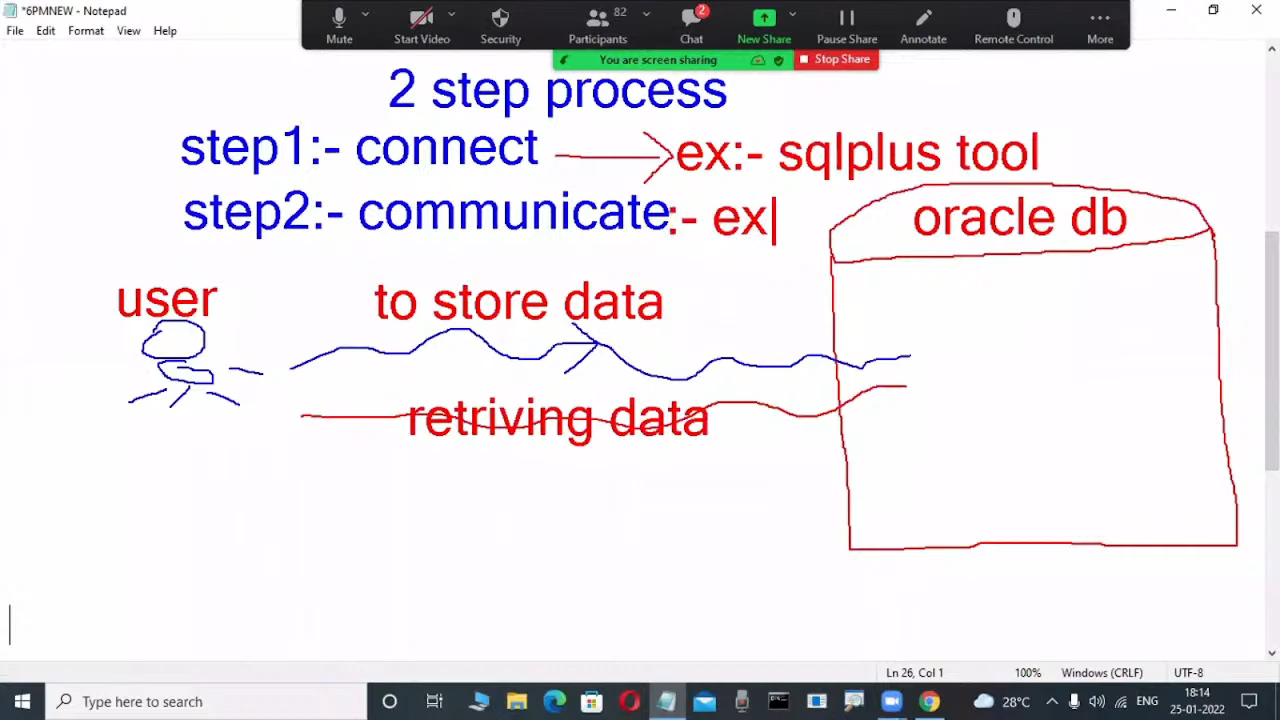 *6PMNEW - Notepad
File Edit Format View Help
Mute Start Video Security Participants 82 Chat 2 New Share Pause Share Annotate Remote Control More
You are screen sharing Stop Share
2 step process
step1:- connect ex:- sqlplus tool
step2:- communicate:- ex
oracle db
user to store data
retriving data
Ln 26, Col 1 100% Windows (CRLF) UTF-8
Type here to search 28°C ENG 18:14
25-01-2022